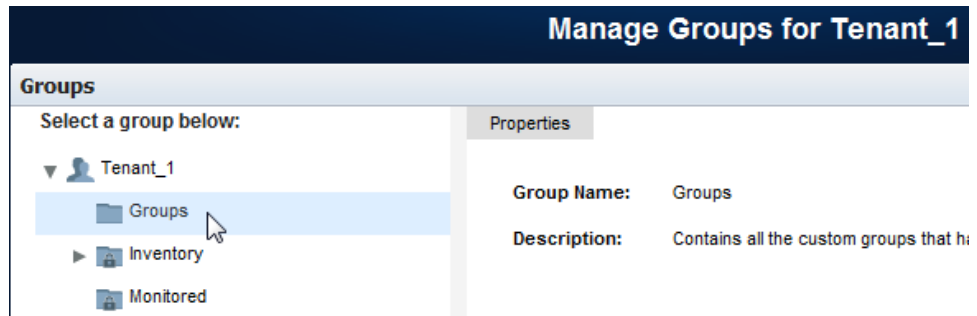 Manage Groups for Tenant_1
Groups
Select a group below:
Properties
Tenant_1
Groups
Inventory
Monitored
Group Name: Groups
Description: Contains all the custom groups that